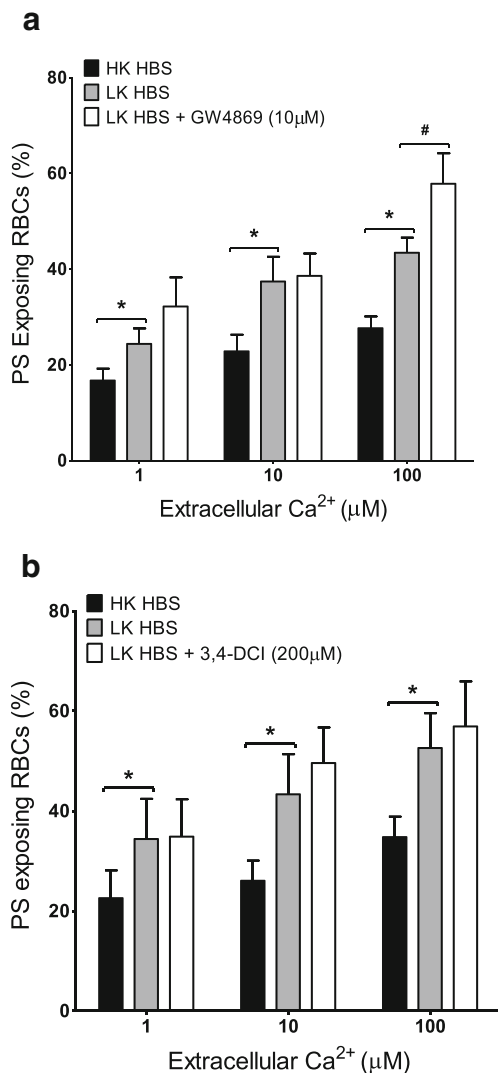 a
HK HBS
LK HBS
LK HBS + GW4869 (10μM)
PS Exposing RBCs (%)
80
60
40
20
0
*
*
*
#
1 10 100
Extracellular Ca²⁺ (μM)
b
HK HBS
LK HBS
LK HBS + 3,4-DCI (200μM)
PS exposing RBCs (%)
80
60
40
20
0
*
*
*
1 10 100
Extracellular Ca²⁺ (μM)